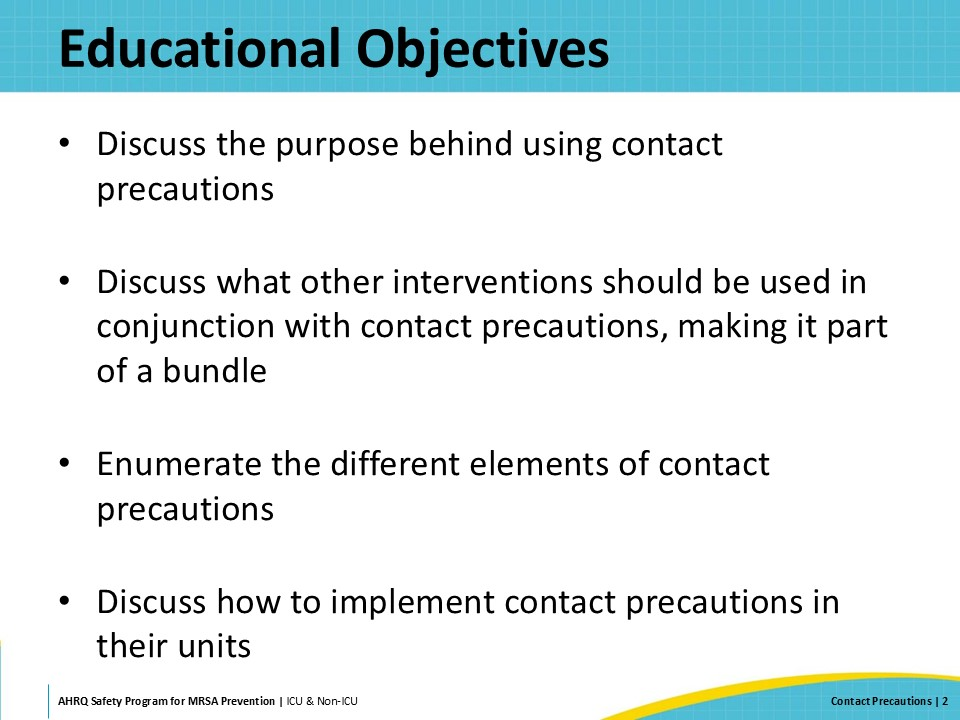 Educational Objectives
• Discuss the purpose behind using contact
precautions
• Discuss what other interventions should be used in
conjunction with contact precautions, making it part
of a bundle
• Enumerate the different elements of contact
precautions
• Discuss how to implement contact precautions in
their units
AHRQ Safety Program for MRSA Prevention | ICU & Non-ICU
Contact Precautions | 2